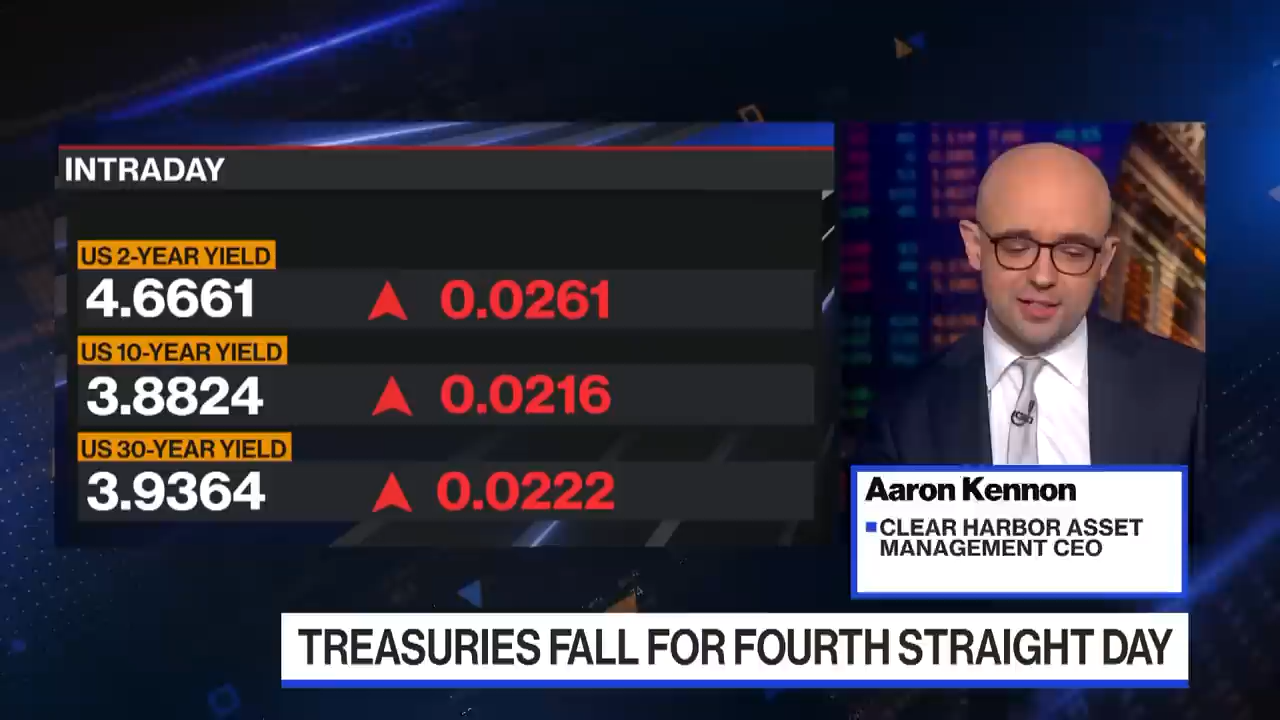 INTRADAY
US 2-YEAR YIELD
4.6661 ▲ 0.0261
US 10-YEAR YIELD
3.8824 ▲ 0.0216
US 30-YEAR YIELD
3.9364 ▲ 0.0222
Aaron Kennon
CLEAR HARBOR ASSET
MANAGEMENT CEO
TREASURIES FALL FOR FOURTH STRAIGHT DAY